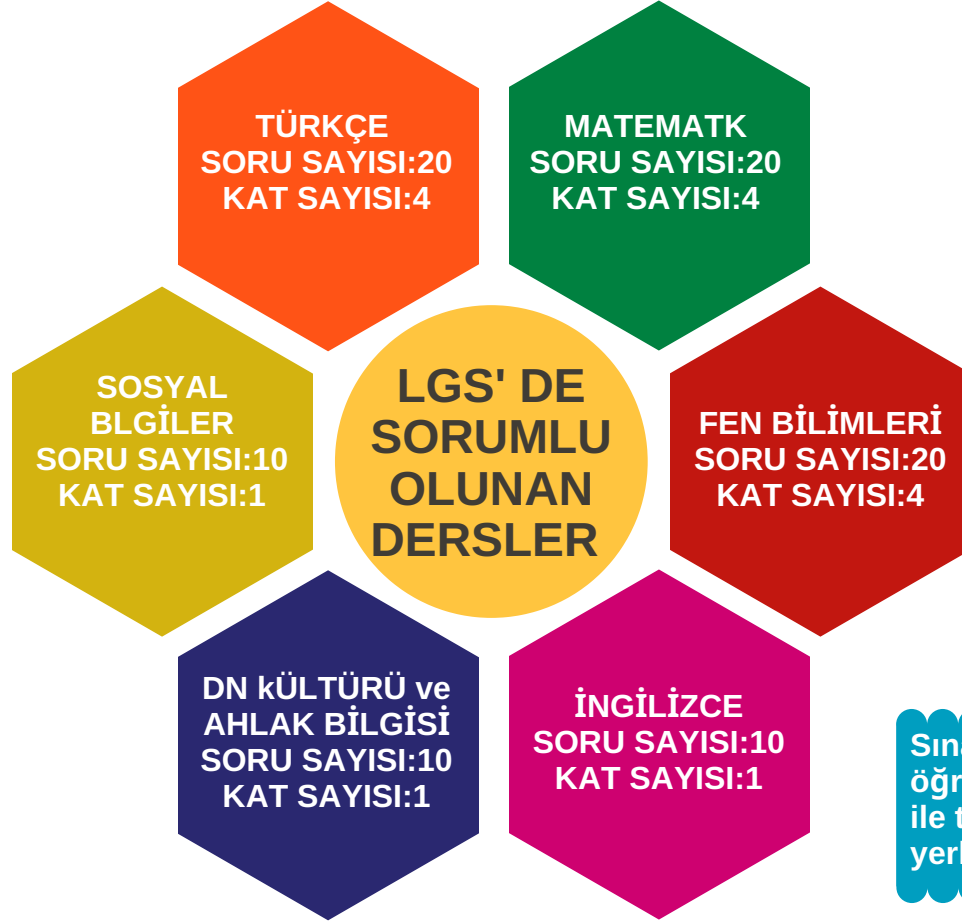 TÜRKÇE
SORU SAYISI:20
KAT SAYISI:4
MATEMATK
SORU SAYISI:20
KAT SAYISI:4
SOSYAL
BLGİLER
SORU SAYISI:10
KAT SAYISI:1
LGS' DE
SORUMLU
OLUNAN
DERSLER
FEN BİLİMLERİ
SORU SAYISI:20
KAT SAYISI:4
DN kÜLTÜRÜ ve
AHLAK BİLGİSİ
SORU SAYISI:10
KAT SAYISI:1
İNGİLİZCE
SORU SAYISI:10
KAT SAYISI:1
ile